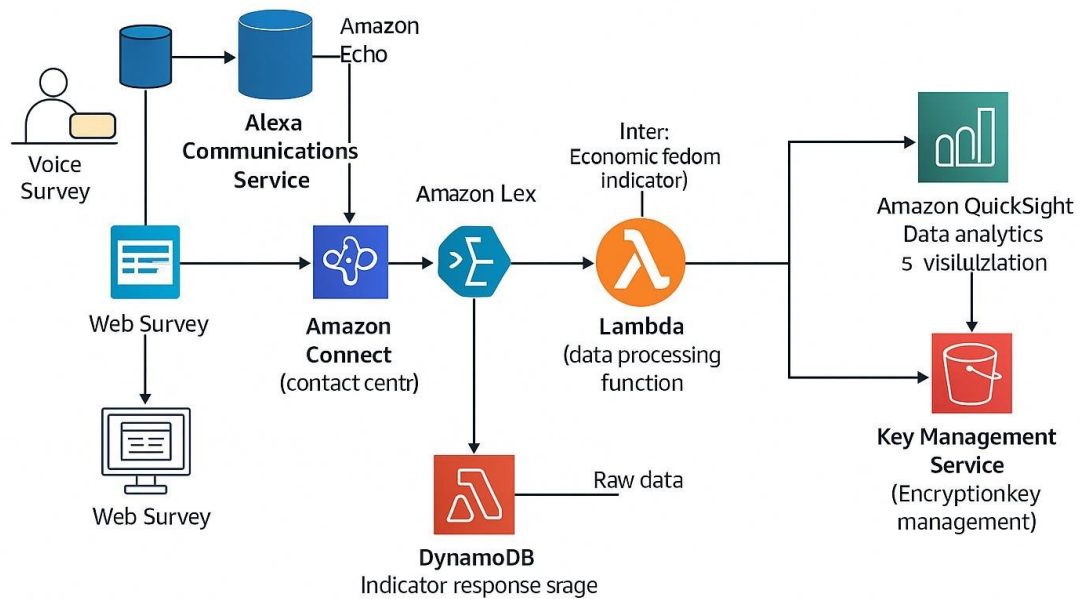 Amazon
Echo
Voice
Survey
Alexa
Communications
Service
Web Survey
Web Survey
Amazon
Connect
(contact centr)
Amazon Lex
Inter:
Economic fedom
indicator)
Lambda
(data processing
function
DynamoDB
Indicator response srage
Raw data
Amazon QuickSight
Data analytics
5 visilulzlation
Key Management
Service
(Encryptionkey
management)